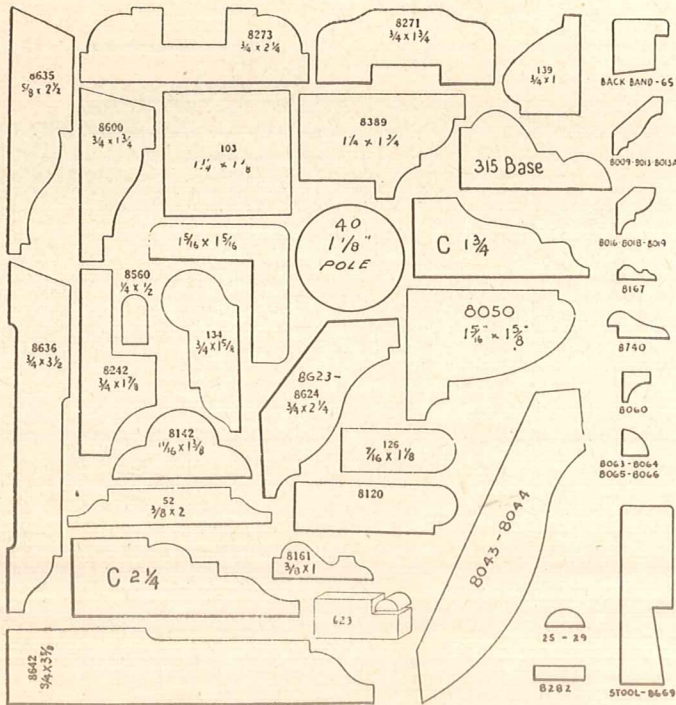 8635
5/8 x 2 1/2
8273
3/4 x 2 1/4
8271
3/4 x 1 3/4
139
3/4 x 1
BACK BAND-65
8600
3/4 x 1 3/4
103
1 1/4 x 1 1/8
8389
1 1/4 x 1 3/4
315 Base
8009-8013-8013A
1 5/16 x 1 5/16
40
1 1/8"
POLE
C 1 3/4
8016-8018-8019
8167
8560
1/4 x 1/2
134
3/4 x 1 5/8
8050
1 5/16" x 1 5/8"
8740
8636
3/4 x 3 1/2
8242
3/4 x 1 7/8
8623-
8624
3/4 x 2 1/4
8060
8142
11/16 x 1 3/8
126
7/16 x 1 1/8
8063-8064
8065-8066
52
3/8 x 2
8120
8043-8044
C 2 1/4
8161
3/8 x 1
623
25-29
8282
STOOL-8669
8642
3/4 x 3 5/8